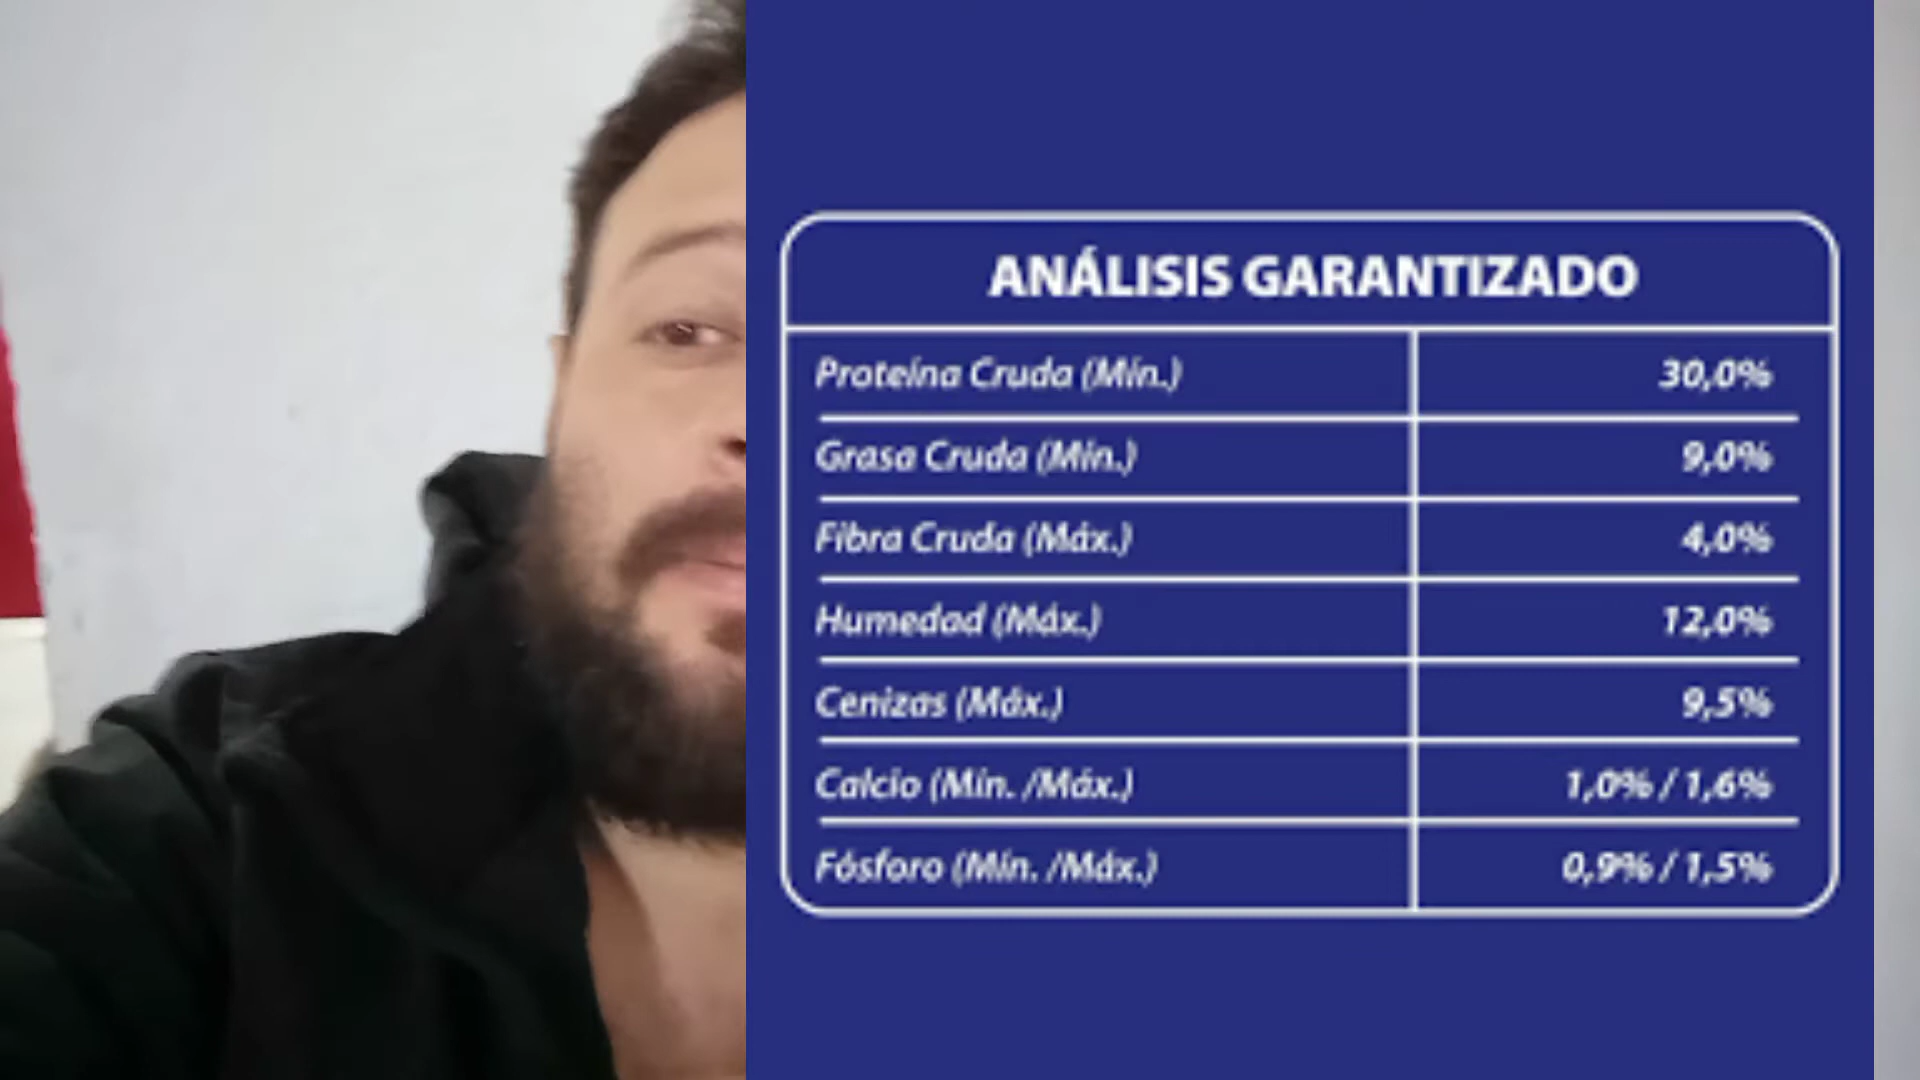 ANÁLISIS GARANTIZADO
Proteína Cruda (Mín.) 30,0%
Grasa Cruda (Mín.) 9,0%
Fibra Cruda (Máx.) 4,0%
Humedad (Máx.) 12,0%
Cenizas (Máx.) 9,5%
Calcio (Mín. /Máx.) 1,0% / 1,6%
Fósforo (Mín. /Máx.) 0,9% / 1,5%